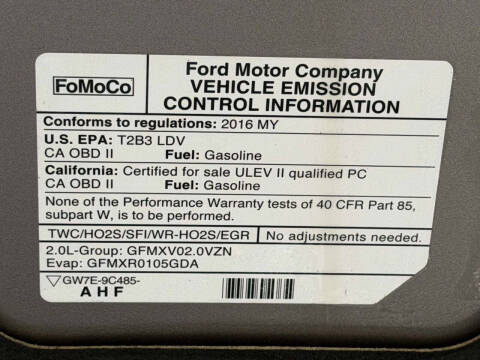 FoMoCo
Ford Motor Company
VEHICLE EMISSION
CONTROL INFORMATION
Conforms to regulations: 2016 MY
U.S. EPA: T2B3 LDV
CA OBD II Fuel: Gasoline
California: Certified for sale ULEV II qualified PC
CA OBD II Fuel: Gasoline
None of the Performance Warranty tests of 40 CFR Part 85,
subpart W, is to be performed.
TWC/HO2S/SFI/WR-HO2S/EGR No adjustments needed.
2.0L-Group: GFMXV02.0VZN
Evap: GFMXR0105GDA
GW7E-9C485-
A H F